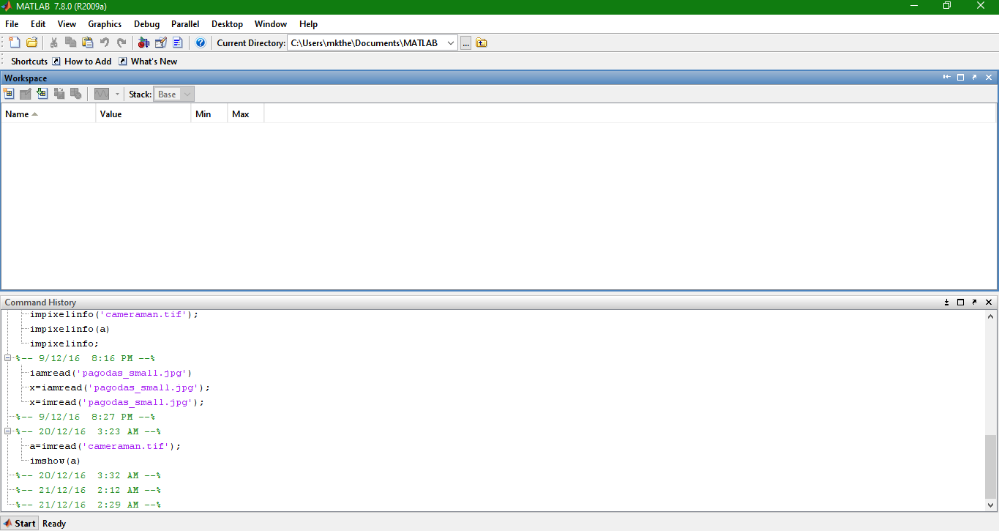 MATLAB 7.8.0 (R2009a)
File Edit View Graphics Debug Parallel Desktop Window Help
Current Directory: C:\Users\mkthe\Documents\MATLAB ...
Shortcuts How to Add What's New
Workspace
Stack: Base
Name Value Min Max
Command History
impixelinfo('cameraman.tif');
impixelinfo(a)
impixelinfo;
%-- 9/12/16  8:16 PM --%
iamread('pagodas_small.jpg')
x=iamread('pagodas_small.jpg');
x=imread('pagodas_small.jpg');
%-- 9/12/16  8:27 PM --%
%-- 20/12/16  3:23 AM --%
a=imread('cameraman.tif');
imshow(a)
%-- 20/12/16  3:32 AM --%
%-- 21/12/16  2:12 AM --%
%-- 21/12/16  2:29 AM --%
Start Ready